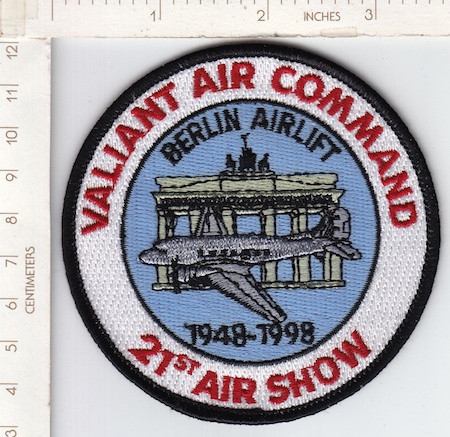 1 2 INCHES 3
12
11
10
9
8
7
6
5
4
3
CENTIMETERS
VALIANT AIR COMMAND
BERLIN AIRLIFT
1948-1998
21ST AIR SHOW